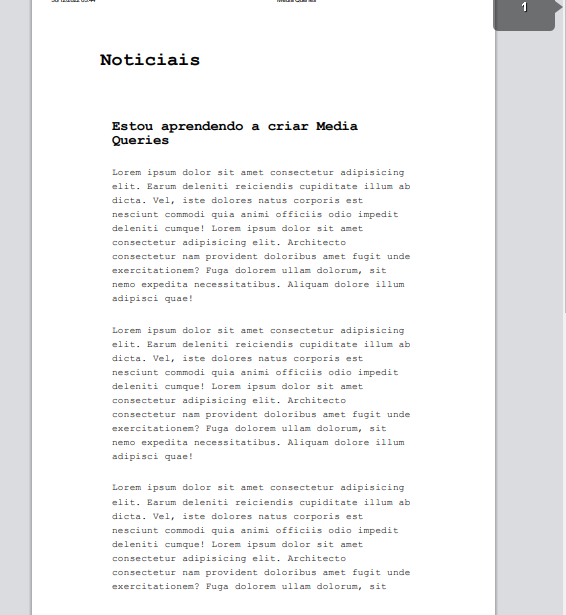 Media Queries
1
Noticiais
Estou aprendendo a criar Media
Queries
Lorem ipsum dolor sit amet consectetur adipisicing
elit. Earum deleniti reiciendis cupiditate illum ab
dicta. Vel, iste dolores natus corporis est
nesciunt commodi quia animi officiis odio impedit
deleniti cumque! Lorem ipsum dolor sit amet
consectetur adipisicing elit. Architecto
consectetur nam provident doloribus amet fugit unde
exercitationem? Fuga dolorem ullam dolorum, sit
nemo expedita necessitatibus. Aliquam dolore illum
adipisci quae!
Lorem ipsum dolor sit amet consectetur adipisicing
elit. Earum deleniti reiciendis cupiditate illum ab
dicta. Vel, iste dolores natus corporis est
nesciunt commodi quia animi officiis odio impedit
deleniti cumque! Lorem ipsum dolor sit amet
consectetur adipisicing elit. Architecto
consectetur nam provident doloribus amet fugit unde
exercitationem? Fuga dolorem ullam dolorum, sit
nemo expedita necessitatibus. Aliquam dolore illum
adipisci quae!
Lorem ipsum dolor sit amet consectetur adipisicing
elit. Earum deleniti reiciendis cupiditate illum ab
dicta. Vel, iste dolores natus corporis est
nesciunt commodi quia animi officiis odio impedit
deleniti cumque! Lorem ipsum dolor sit amet
consectetur adipisicing elit. Architecto
consectetur nam provident doloribus amet fugit unde
exercitationem? Fuga dolorem ullam dolorum, sit